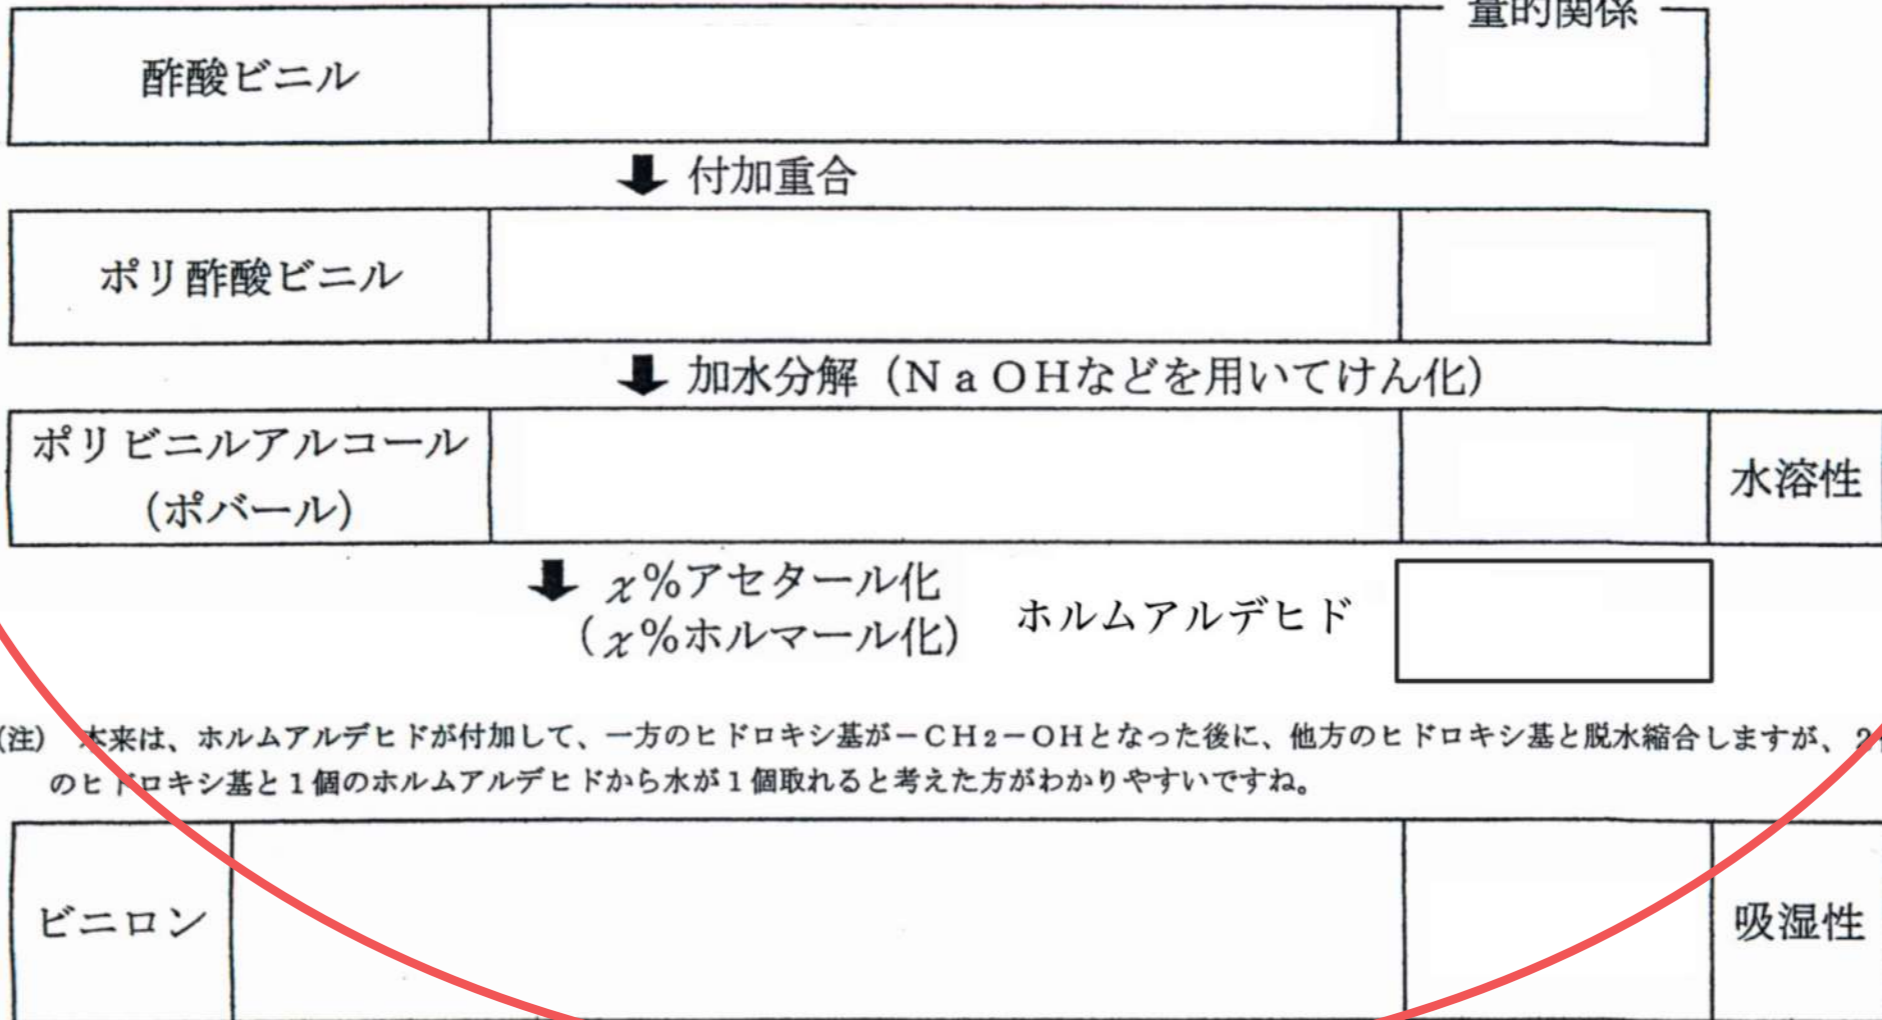 量的関係
酢酸ビニル
付加重合
ポリ酢酸ビニル
加水分解（NaOHなどを用いてけん化）
ポリビニルアルコール
（ポバール）
水溶性
χ%アセタール化
（χ%ホルマール化）
ホルムアルデヒド
(注) 本来は、ホルムアルデヒドが付加して、一方のヒドロキシ基が－CH2－OHとなった後に、他方のヒドロキシ基と脱水縮合しますが、2
のヒドロキシ基と1個のホルムアルデヒドから水が1個取れると考えた方がわかりやすいですね。
ビニロン
吸湿性